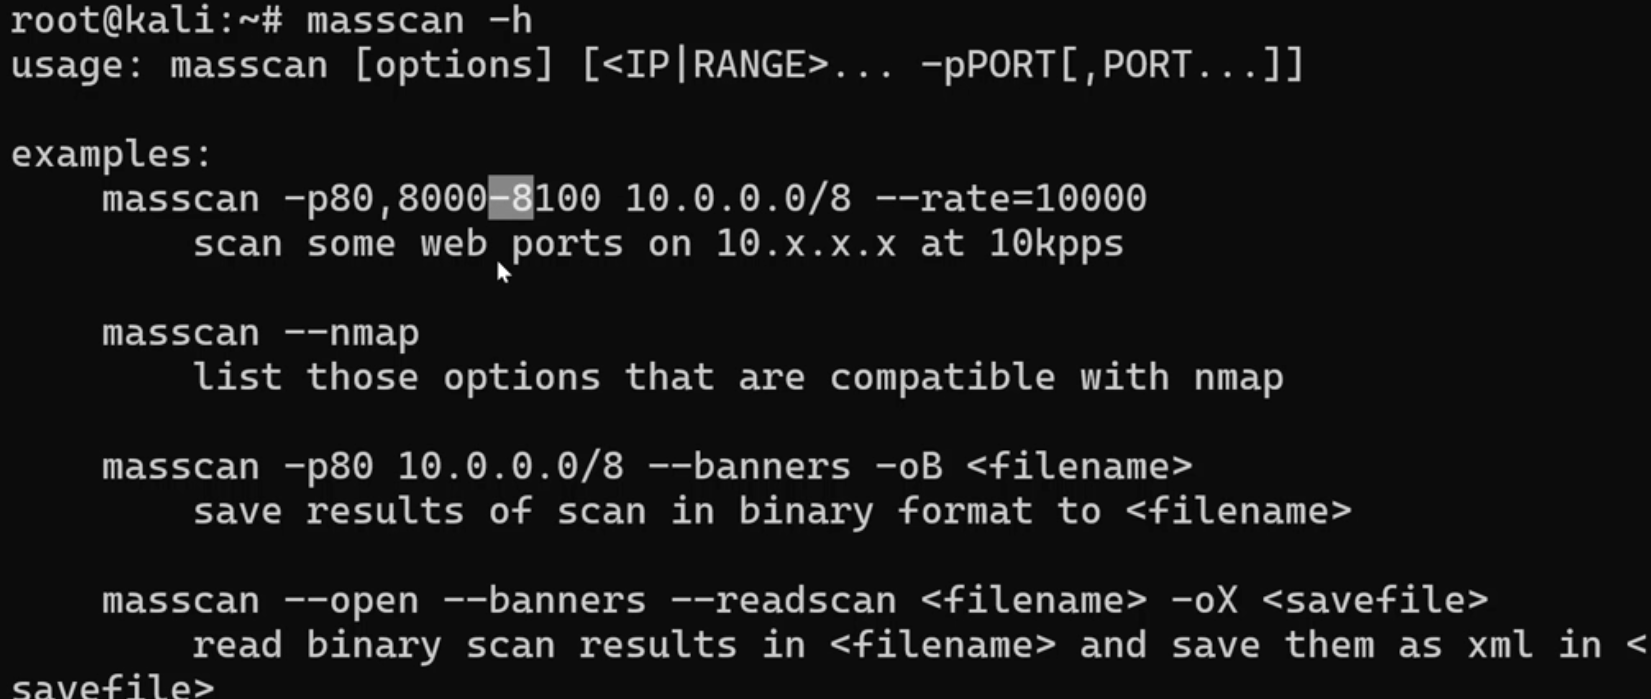 root@kali:~# masscan -h
usage: masscan [options] [<IP|RANGE>... -pPORT[,PORT...]]
examples:
masscan -p80,8000-8100 10.0.0.0/8 --rate=10000
scan some web ports on 10.x.x.x at 10kpps
masscan --nmap
list those options that are compatible with nmap
masscan -p80 10.0.0.0/8 --banners -oB <filename>
save results of scan in binary format to <filename>
masscan --open --banners --readscan <filename> -oX <savefile>
read binary scan results in <filename> and save them as xml in <
savefile>